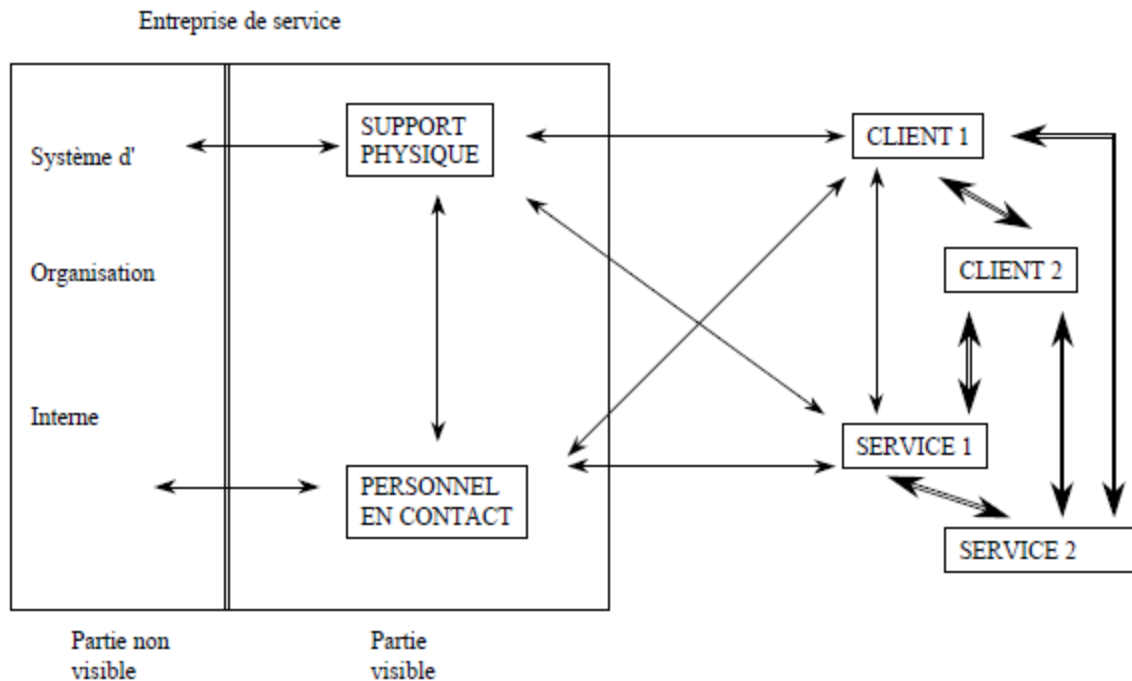 Entreprise de service
Système d'
Organisation
Interne
SUPPORT
PHYSIQUE
PERSONNEL
EN CONTACT
CLIENT 1
CLIENT 2
SERVICE 1
SERVICE 2
Partie non
visible
Partie
visible